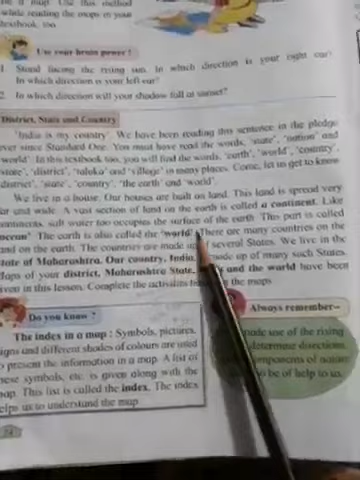 while reading the maps in your
textbook, too.
Use your brain power!
1. Stand facing the rising sun. In which direction is your right ear?
In which direction is your left ear?
2. In which direction will your shadow fall at sunset?
District, State and Country
'India is my country'. We have been reading this sentence in the pledge
ever since Standard One. You must have read the words, 'state', 'nation' and
'world'. In this textbook too, you will find the words, 'earth', 'world', 'country',
'state', 'district', 'taluka' and 'village' in many places. Come, let us get to know
district', 'state', 'country', 'the earth' and 'world'.
We live in a house. Our houses are built on land. This land is spread very
far and wide. A vast section of land on the earth is called a continent. Like
continents, salt water too occupies the surface of the earth. This part is called
ocean'. The earth is also called the 'world'. There are many countries on the
land on the earth. The countries are made up of several States. We live in the
state of Maharashtra. Our country, India, made up of many such States.
Maps of your district, Maharashtra State, and the world have been
given in this lesson. Complete the activities the maps
Do you know ?
The index in a map : Symbols, pictures,
signs and different shades of colours are used
to present the information in a map. A list of
these symbols, etc. is given along with the
map. This list is called the index. The index
helps us to understand the map.
Always remember–
made use of the rising
determine directions.
components of nature
be of help to us.